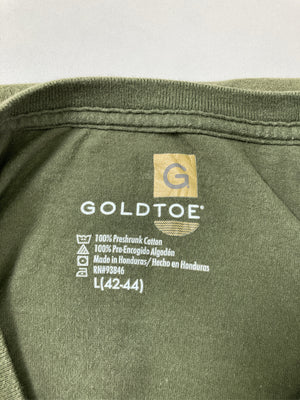 G
GOLDTOE®
100% Preshrunk Cotton
100% Pre-Encogido Algodón
Made in Honduras/ Hecho en Honduras
RN#93846
L(42-44)